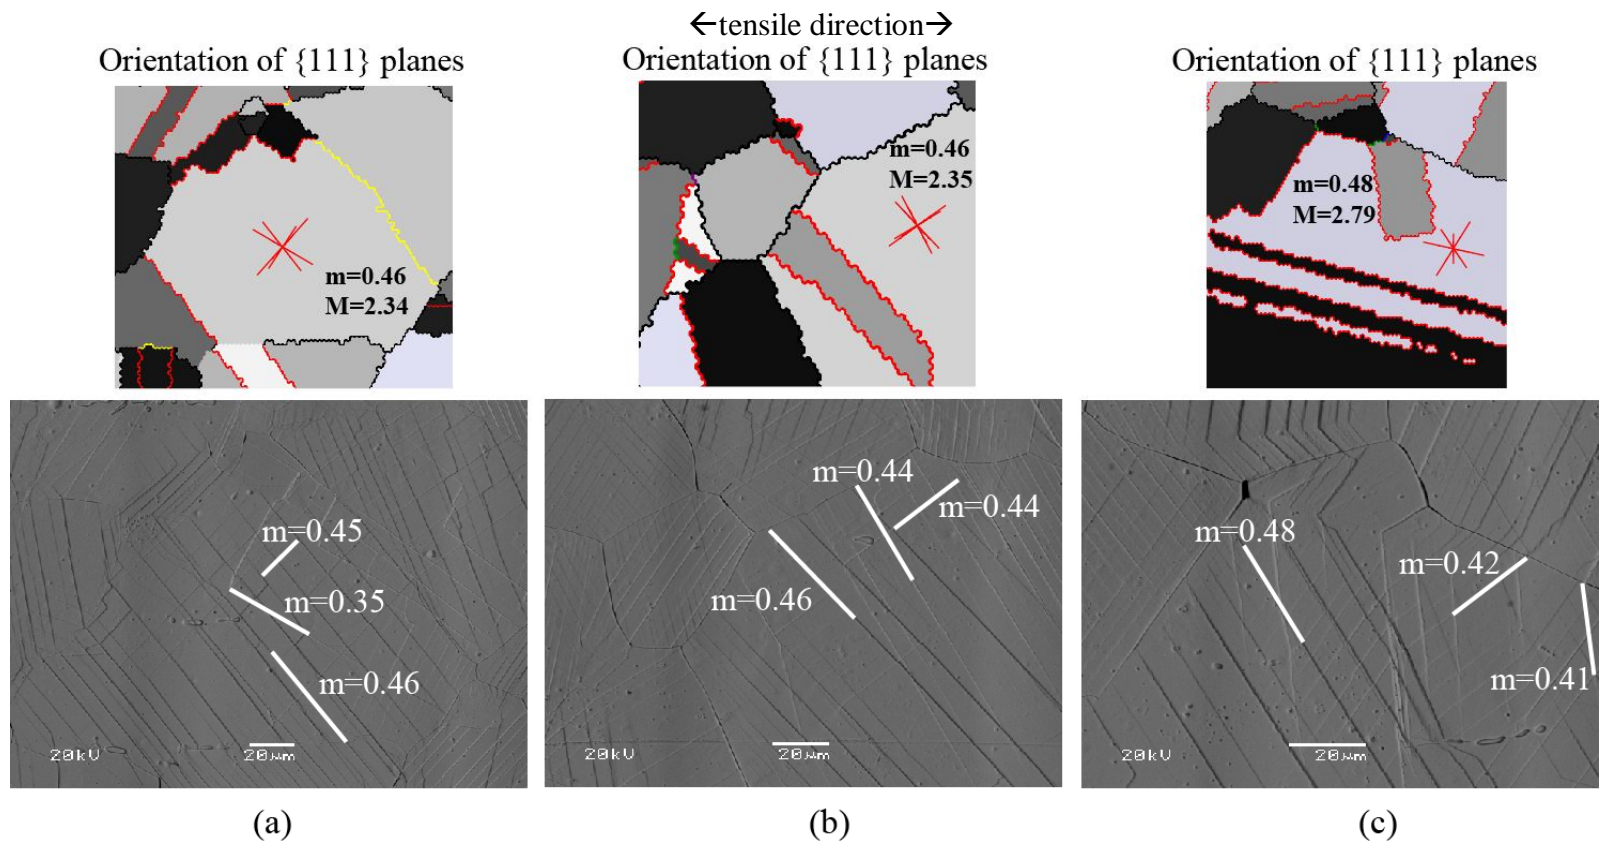 ←tensile direction→
Orientation of {111} planes
Orientation of {111} planes
Orientation of {111} planes
m=0.46
M=2.34
m=0.46
M=2.35
m=0.48
M=2.79
m=0.45
m=0.35
m=0.46
20kV
20μm
m=0.44
m=0.44
m=0.46
20kV
20μm
m=0.48
m=0.42
m=0.41
20kV
20μm
(a)
(b)
(c)